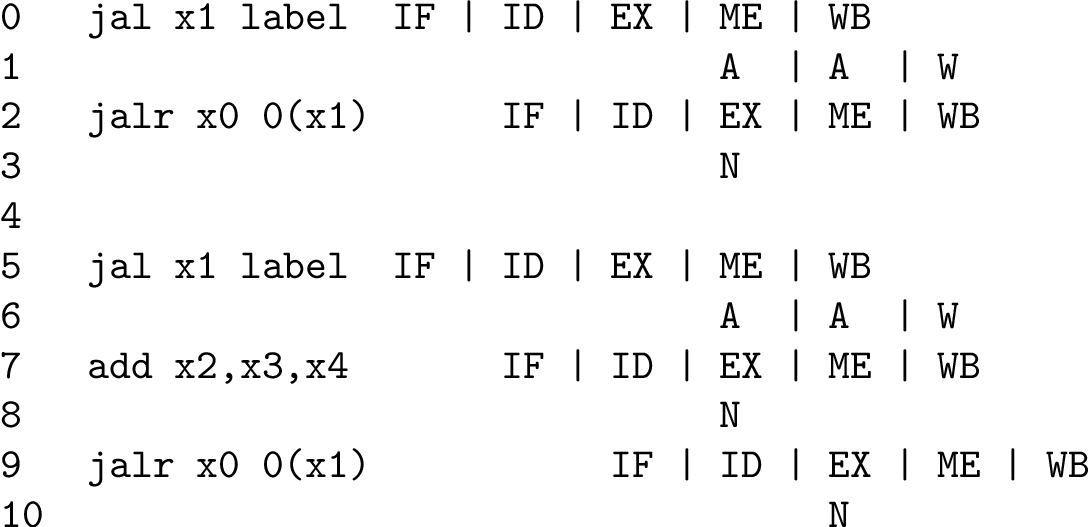 0   jal x1 label  IF | ID | EX | ME | WB
1                                A  | A  | W
2   jalr x0 0(x1)      IF | ID | EX | ME | WB
3                                N
4
5   jal x1 label  IF | ID | EX | ME | WB
6                                A  | A  | W
7   add x2,x3,x4       IF | ID | EX | ME | WB
8                                N
9   jalr x0 0(x1)           IF | ID | EX | ME | WB
10                                    N